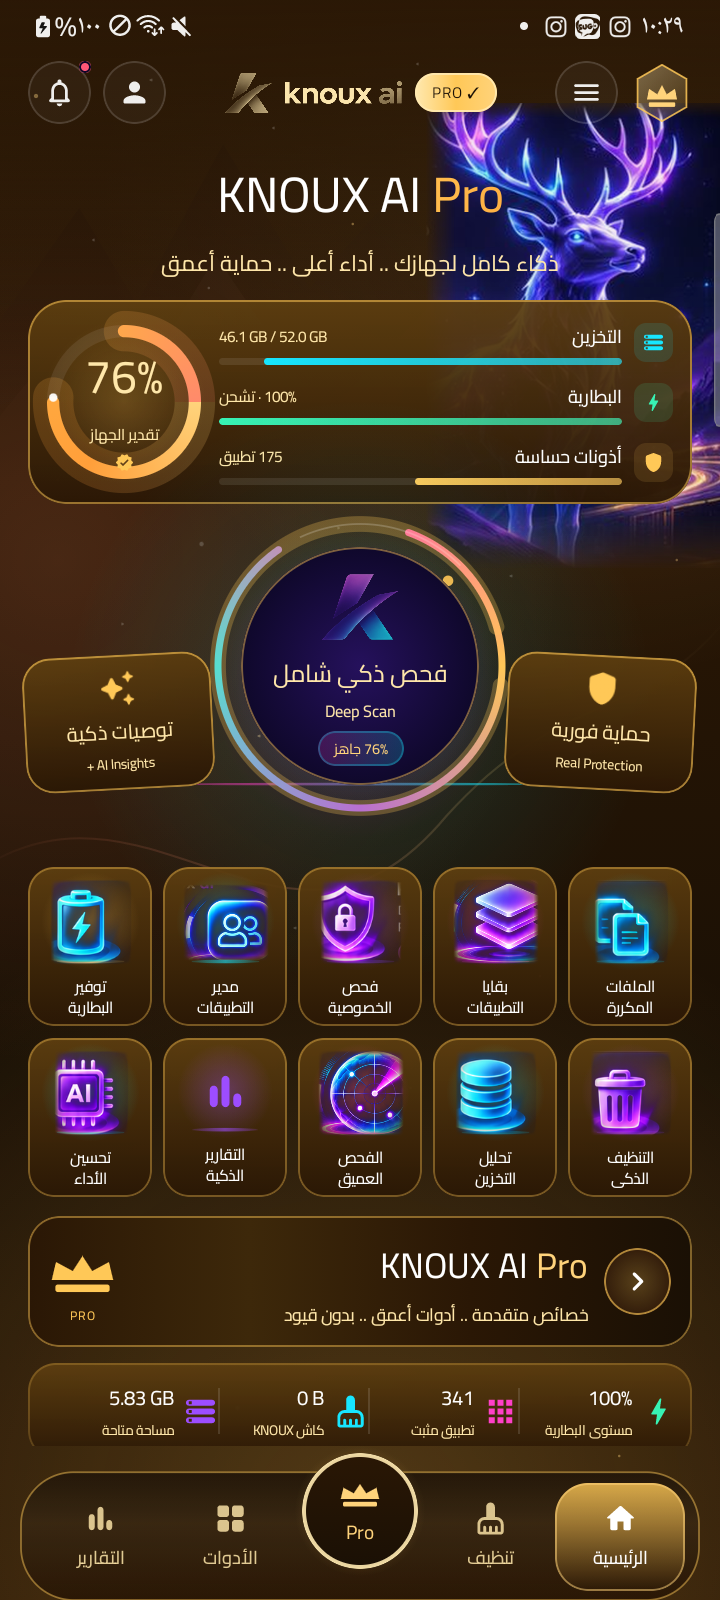 ١٠:٢٩
%١٠٠
knoux ai
PRO ✓
KNOUX AI Pro
ذكاء كامل لجهازك .. أداء أعلى .. حماية أعمق
التخزين
46.1 GB / 52.0 GB
البطارية
100% · تشحن
أذونات حساسة
175 تطبيق
76%
تقدير الجهاز
فحص ذكي شامل
Deep Scan
76% جاهز
حماية فورية
Real Protection
توصيات ذكية
AI Insights +
الملفات
المكررة
بقايا
التطبيقات
فحص
الخصوصية
مدير
التطبيقات
توفير
البطارية
التنظيف
الذكي
تحليل
التخزين
الفحص
العميق
التقارير
الذكية
AI
تحسين
الأداء
KNOUX AI Pro
خصائص متقدمة .. أدوات أعمق .. بدون قيود
PRO
100%
مستوى البطارية
341
تطبيق مثبت
0 B
كاش KNOUX
5.83 GB
مساحة متاحة
الرئيسية
تنظيف
Pro
الأدوات
التقارير